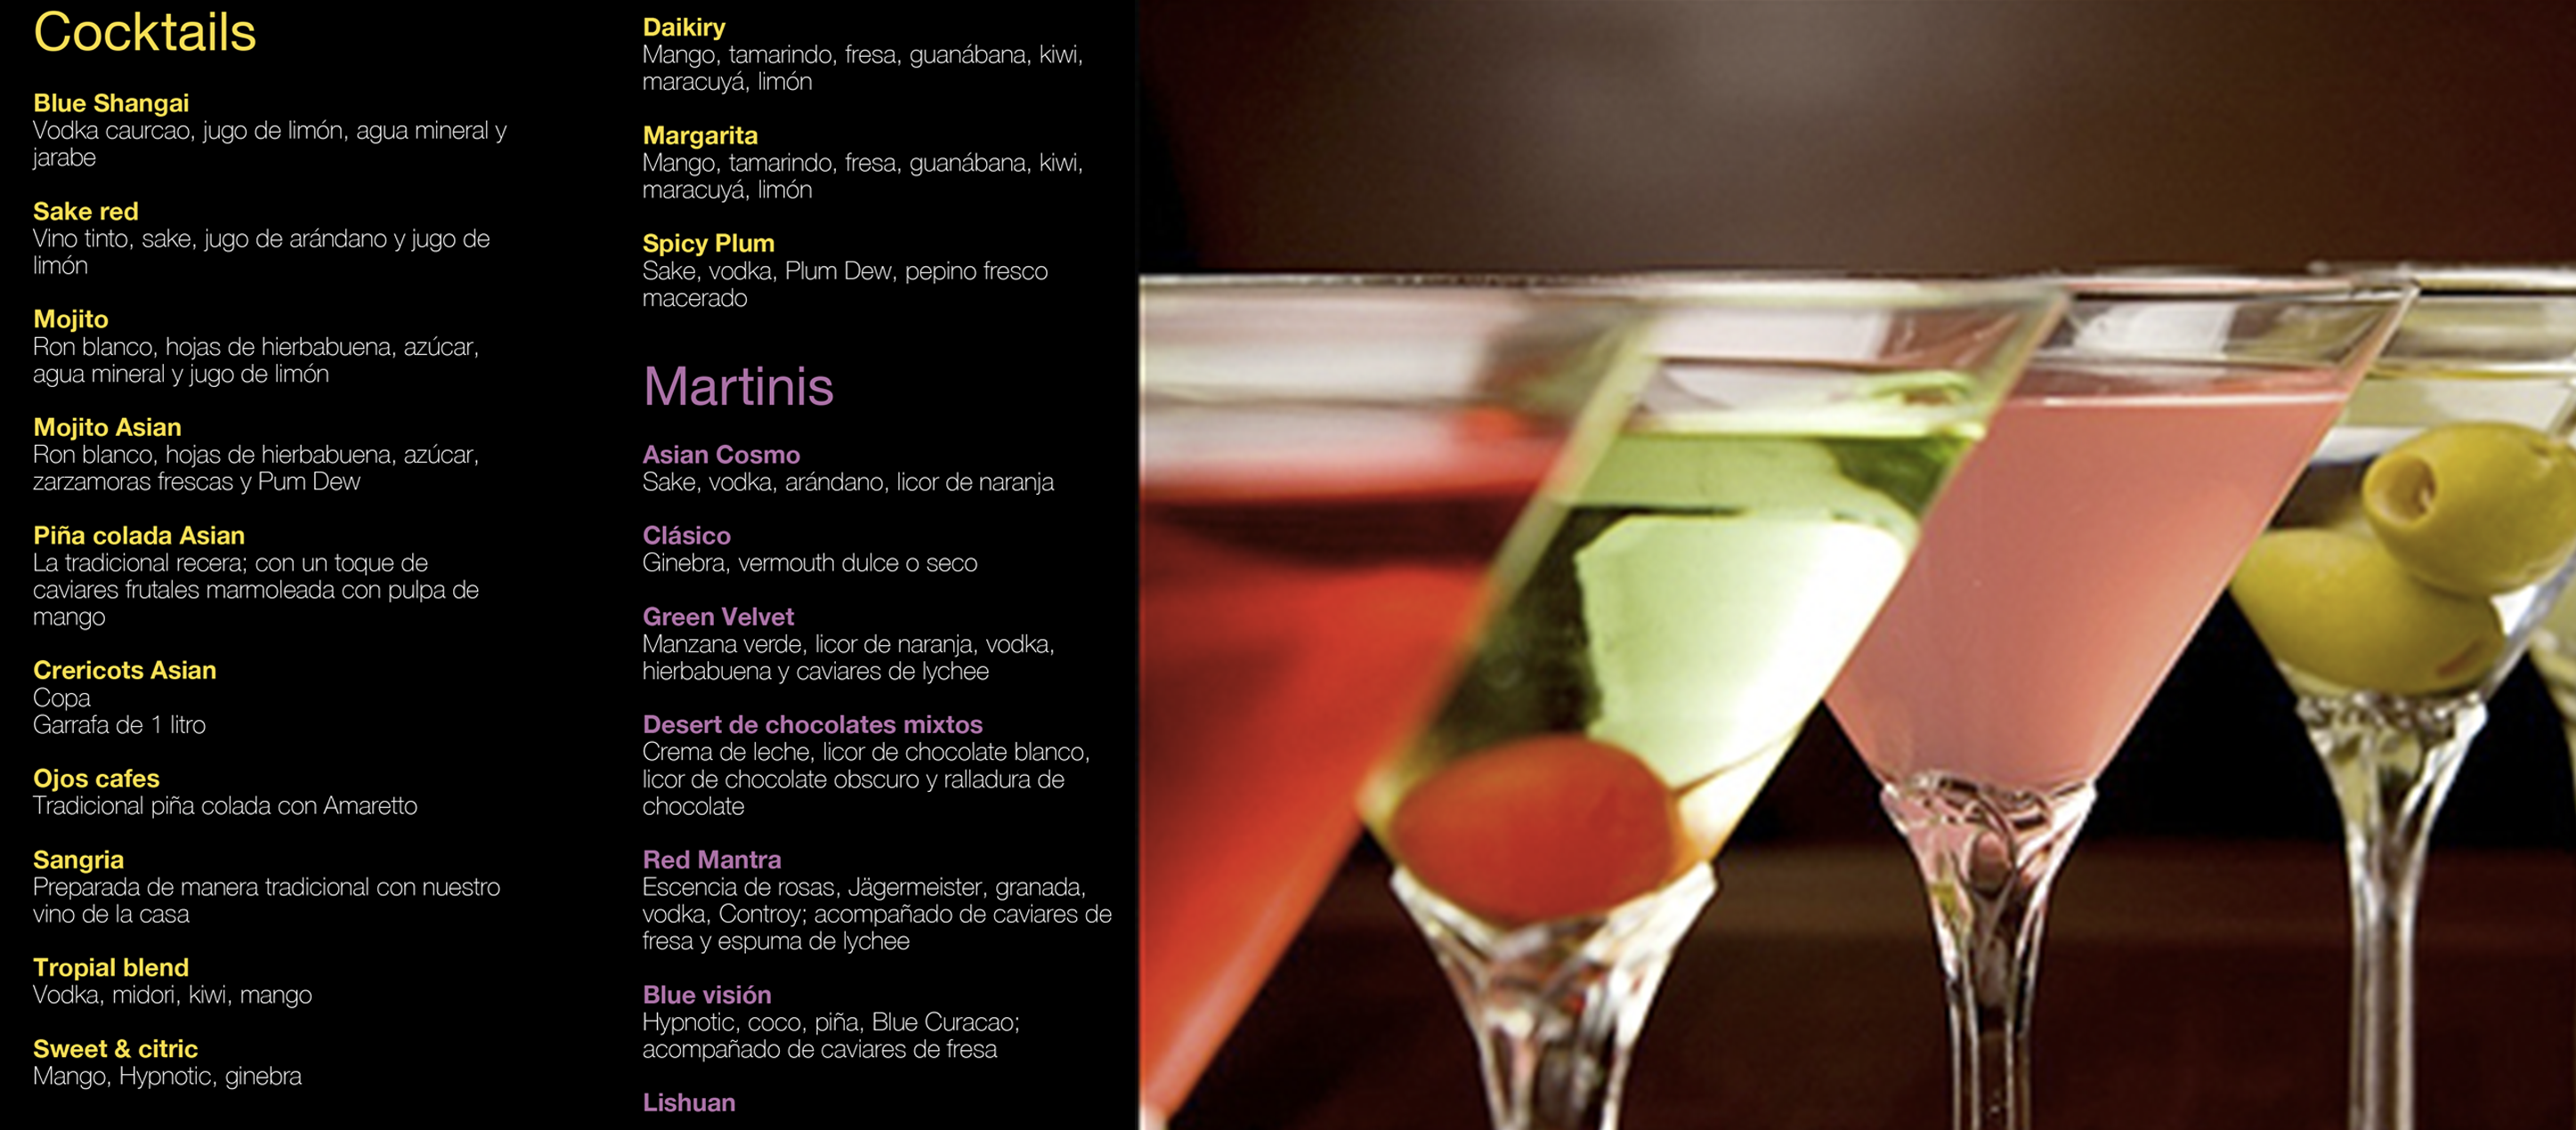 Cocktails
Blue Shangai
Vodka caurcao, jugo de limón, agua mineral y
jarabe
Sake red
Vino tinto, sake, jugo de arándano y jugo de
limón
Mojito
Ron blanco, hojas de hierbabuena, azúcar,
agua mineral y jugo de limón
Mojito Asian
Ron blanco, hojas de hierbabuena, azúcar,
zarzamoras frescas y Pum Dew
Piña colada Asian
La tradicional recera; con un toque de
caviares frutales marmoleada con pulpa de
mango
Crericots Asian
Copa
Garrafa de 1 litro
Ojos cafes
Tradicional piña colada con Amaretto
Sangria
Preparada de manera tradicional con nuestro
vino de la casa
Tropial blend
Vodka, midori, kiwi, mango
Sweet & citric
Mango, Hypnotic, ginebra
Daikiry
Mango, tamarindo, fresa, guanábana, kiwi,
maracuyá, limón
Margarita
Mango, tamarindo, fresa, guanábana, kiwi,
maracuyá, limón
Spicy Plum
Sake, vodka, Plum Dew, pepino fresco
macerado
Martinis
Asian Cosmo
Sake, vodka, arándano, licor de naranja
Clásico
Ginebra, vermouth dulce o seco
Green Velvet
Manzana verde, licor de naranja, vodka,
hierbabuena y caviares de lychee
Desert de chocolates mixtos
Crema de leche, licor de chocolate blanco,
licor de chocolate obscuro y ralladura de
chocolate
Red Mantra
Escencia de rosas, Jägermeister, granada,
vodka, Controy; acompañado de caviares de
fresa y espuma de lychee
Blue visión
Hypnotic, coco, piña, Blue Curacao;
acompañado de caviares de fresa
Lishuan